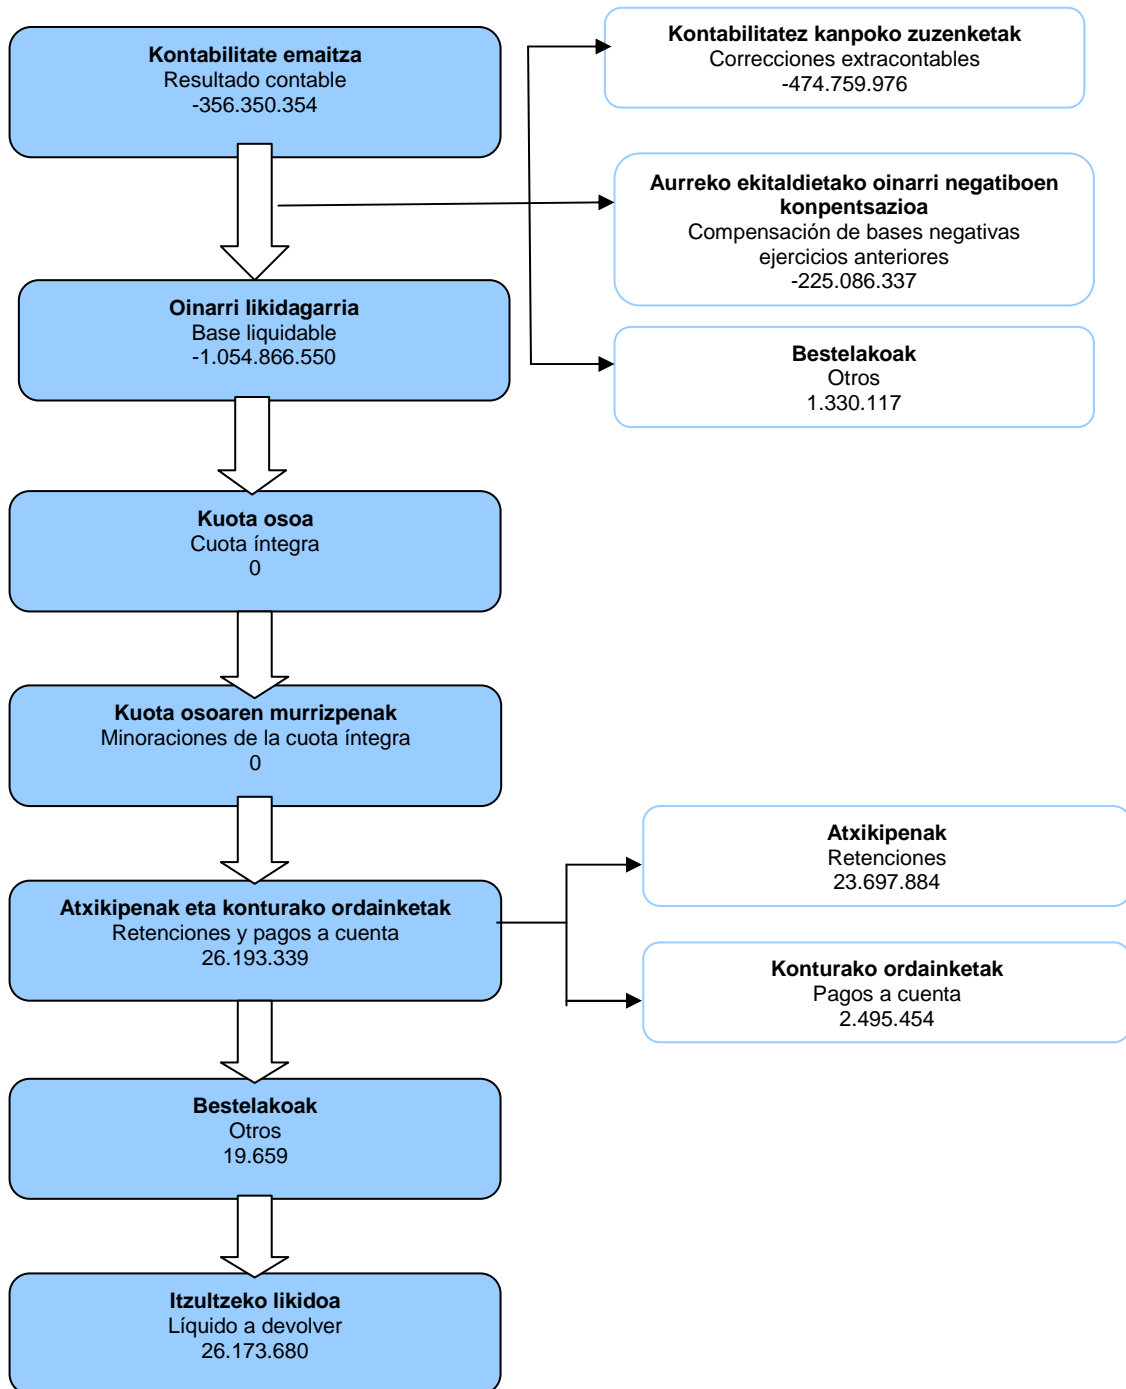 Kontabilitate emaitza
Resultado contable
-356.350.354
Kontabilitatez kanpoko zuzenketak
Correcciones extracontables
-474.759.976
Aurreko ekitaldietako oinarri negatiboen
konpentsazioa
Compensación de bases negativas
ejercicios anteriores
-225.086.337
Oinarri likidagarria
Base liquidable
-1.054.866.550
Bestelakoak
Otros
1.330.117
Kuota osoa
Cuota íntegra
0
Kuota osoaren murrizpenak
Minoraciones de la cuota íntegra
0
Atxikipenak eta konturako ordainketak
Retenciones y pagos a cuenta
26.193.339
Atxikipenak
Retenciones
23.697.884
Konturako ordainketak
Pagos a cuenta
2.495.454
Bestelakoak
Otros
19.659
Itzultzeko likidoa
Líquido a devolver
26.173.680